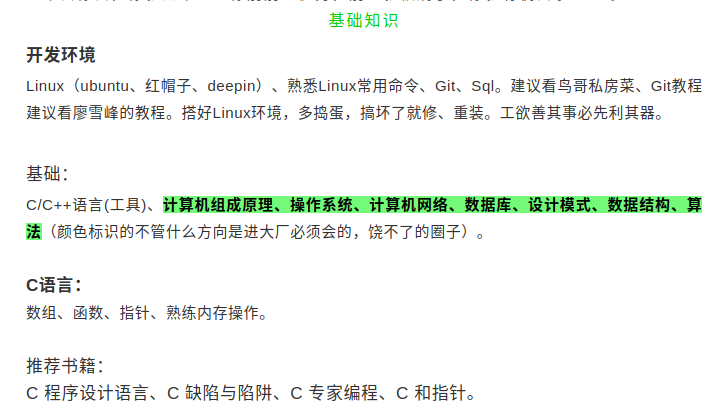 基础知识
开发环境
Linux（ubuntu、红帽子、deepin）、熟悉Linux常用命令、Git、Sql。建议看鸟哥私房菜、Git教程
建议看廖雪峰的教程。搭好Linux环境，多捣蛋，搞坏了就修、重装。工欲善其事必先利其器。
基础：
C/C++语言(工具)、计算机组成原理、操作系统、计算机网络、数据库、设计模式、数据结构、算
法（颜色标识的不管什么方向是进大厂必须会的，饶不了的圈子）。
C语言：
数组、函数、指针、熟练内存操作。
推荐书籍：
C 程序设计语言、C 缺陷与陷阱、C 专家编程、C 和指针。